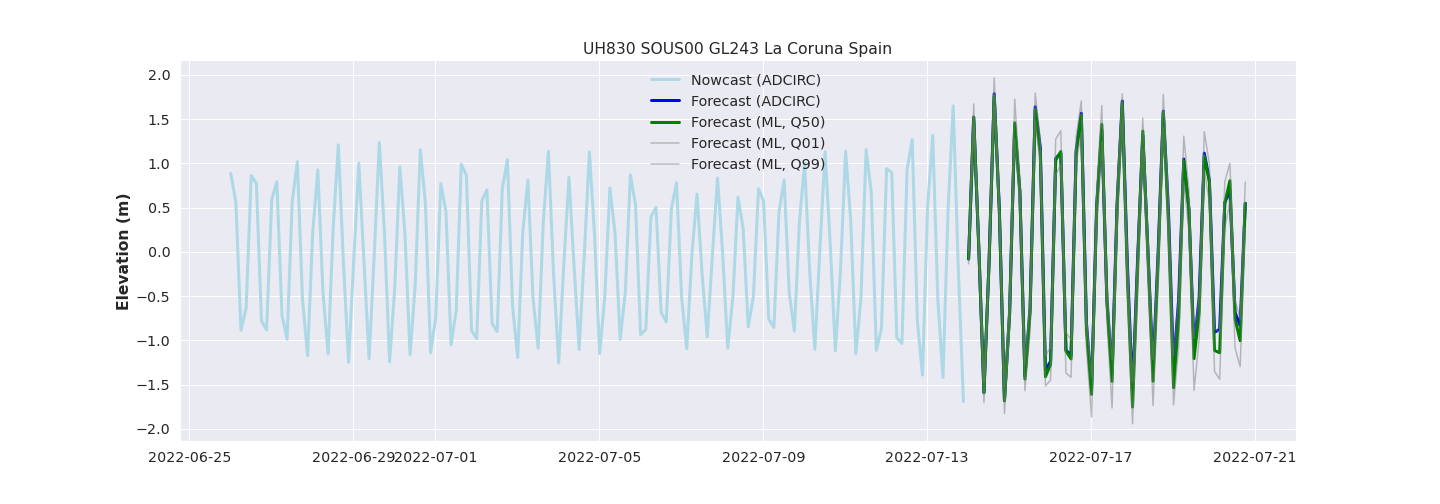 UH830 SOUS00 GL243 La Coruna Spain
2.0
1.5
1.0
0.5
0.0
−0.5
−1.0
−1.5
−2.0
Elevation (m)
Nowcast (ADCIRC)
Forecast (ADCIRC)
Forecast (ML, Q50)
Forecast (ML, Q01)
Forecast (ML, Q99)
2022-06-25 2022-06-29 2022-07-01 2022-07-05 2022-07-09 2022-07-13 2022-07-17 2022-07-21